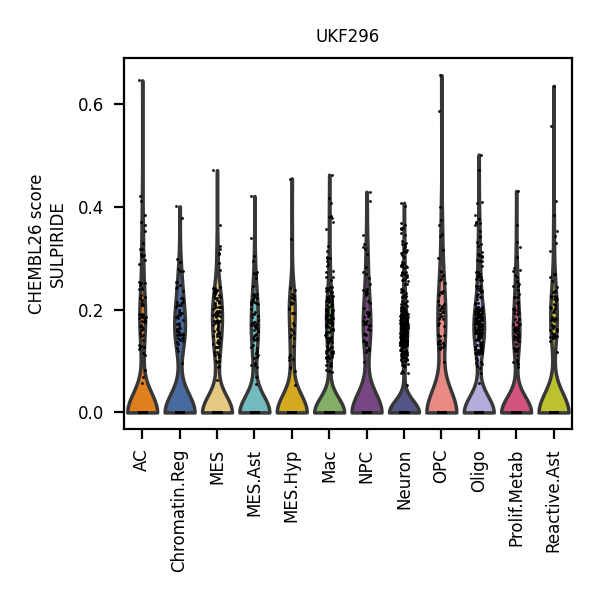 UKF296
CHEMBL26 score
SULPIRIDE
0.6
0.4
0.2
0.0
AC
Chromatin.Reg
MES
MES.Ast
MES.Hyp
Mac
NPC
Neuron
OPC
Oligo
Prolif.Metab
Reactive.Ast